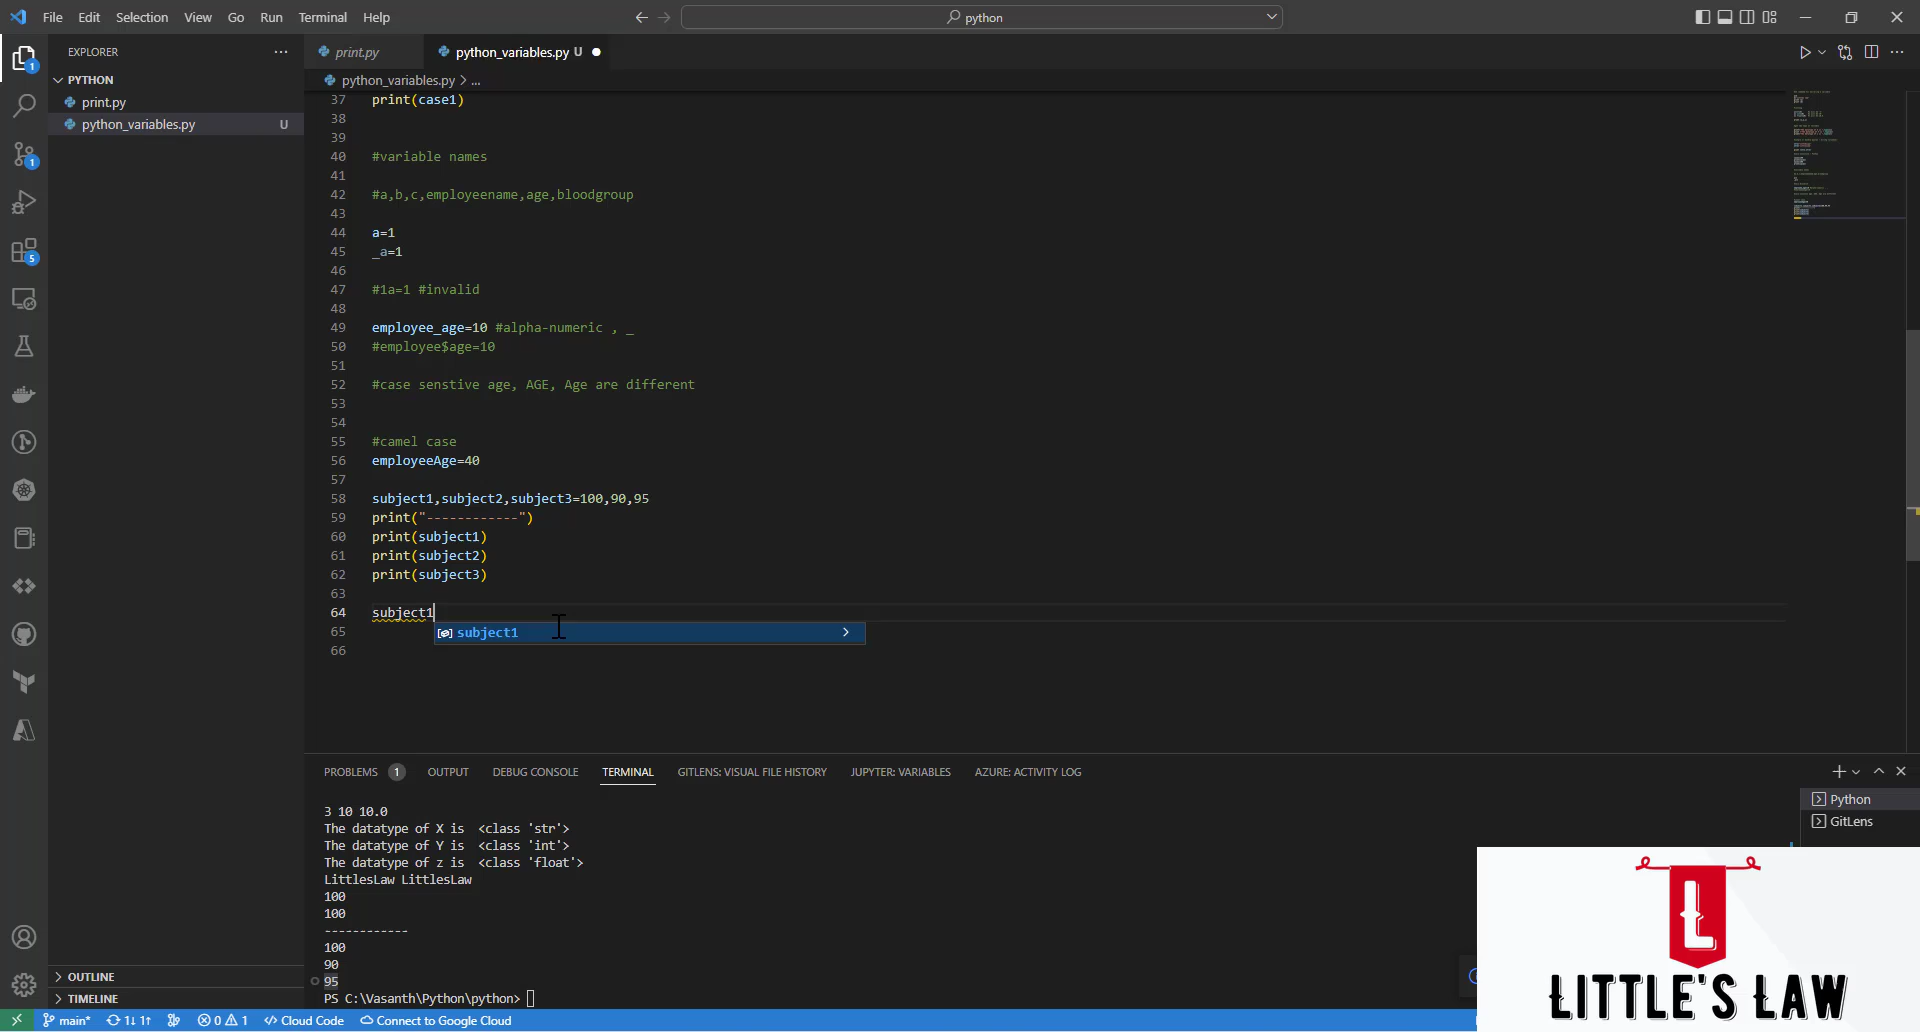 File Edit Selection View Go Run Terminal Help
python
EXPLORER
PYTHON
print.py
python_variables.py U
print.py
python_variables.py U
python_variables.py > ...
37 print(case1)
38
39
40 #variable names
41
42 #a,b,c,employeename,age,bloodgroup
43
44 a=1
45 _a=1
46
47 #1a=1 #invalid
48
49 employee_age=10 #alpha-numeric , _
50 #employee$age=10
51
52 #case senstive age, AGE, Age are different
53
54
55 #camel case
56 employeeAge=40
57
58 subject1,subject2,subject3=100,90,95
59 print("------------")
60 print(subject1)
61 print(subject2)
62 print(subject3)
63
64 subject1
65 subject1
66
PROBLEMS 1 OUTPUT DEBUG CONSOLE TERMINAL GITLENS: VISUAL FILE HISTORY JUPYTER: VARIABLES AZURE: ACTIVITY LOG
3 10 10.0
The datatype of X is <class 'str'>
The datatype of Y is <class 'int'>
The datatype of z is <class 'float'>
LittlesLaw LittlesLaw
100
100
------------
100
90
95
PS C:\Vasanth\Python\python>
Python
GitLens
1
1
5
OUTLINE
TIMELINE
main* 1↓ 1↑ 0 1 Cloud Code Connect to Google Cloud
L
LITTLE'S LAW